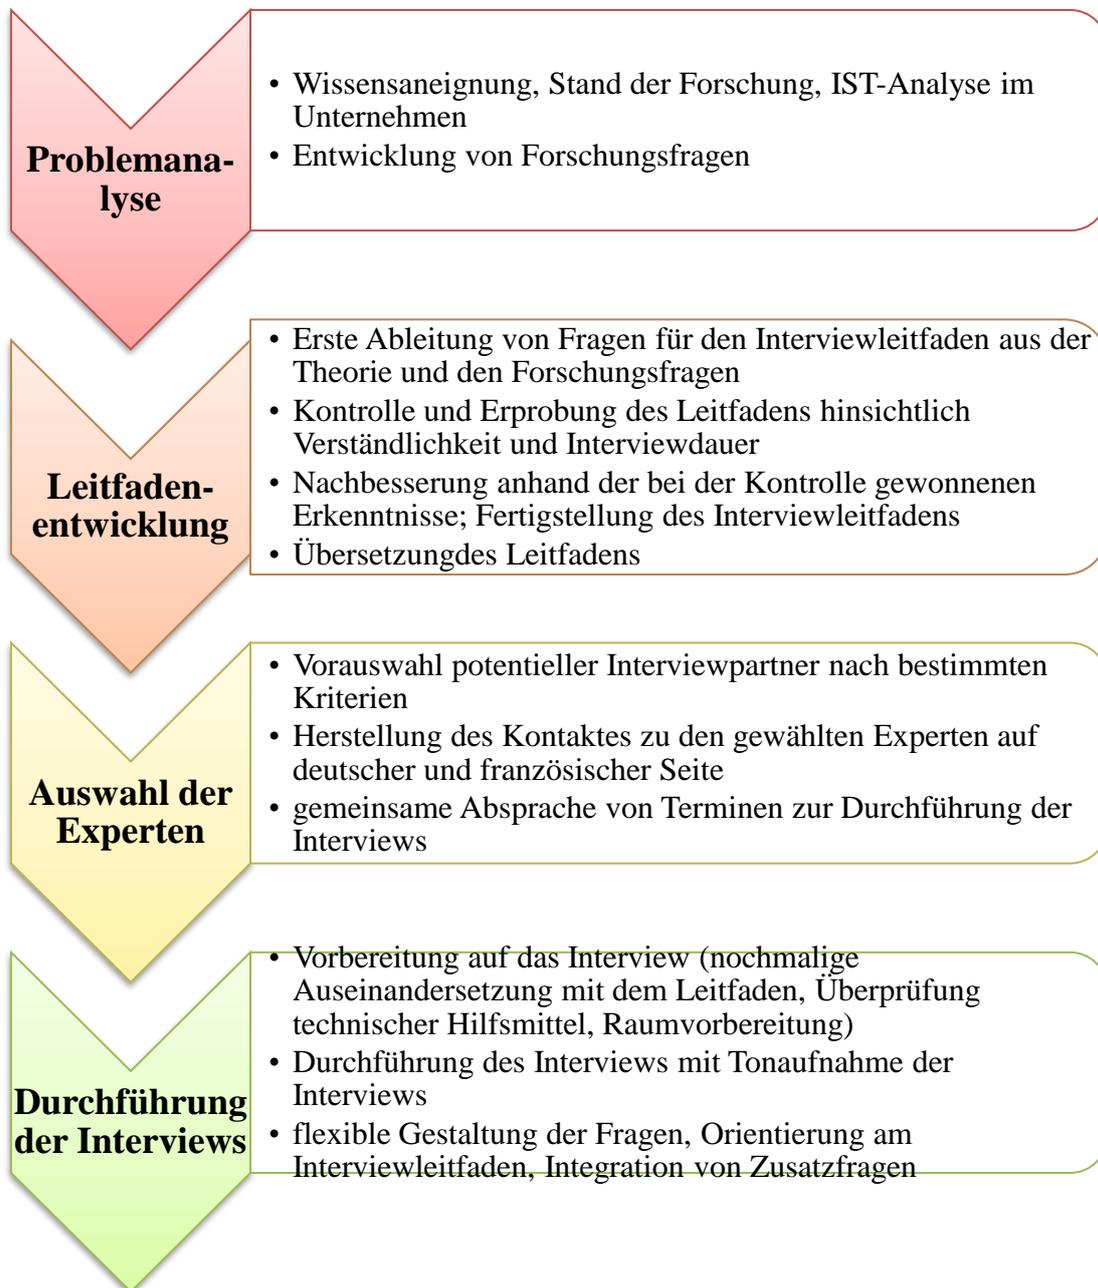 Problemana-
lyse
• Wissensaneignung, Stand der Forschung, IST-Analyse im
Unternehmen
• Entwicklung von Forschungsfragen
Leitfaden-
entwicklung
• Erste Ableitung von Fragen für den Interviewleitfaden aus der
Theorie und den Forschungsfragen
• Kontrolle und Erprobung des Leitfadens hinsichtlich
Verständlichkeit und Interviewdauer
• Nachbesserung anhand der bei der Kontrolle gewonnenen
Erkenntnisse; Fertigstellung des Interviewleitfadens
• Übersetzungdes Leitfadens
Auswahl der
Experten
• Vorauswahl potentieller Interviewpartner nach bestimmten
Kriterien
• Herstellung des Kontaktes zu den gewählten Experten auf
deutscher und französischer Seite
• gemeinsame Absprache von Terminen zur Durchführung der
Interviews
Durchführung
der Interviews
• Vorbereitung auf das Interview (nochmalige
Auseinandersetzung mit dem Leitfaden, Überprüfung
technischer Hilfsmittel, Raumvorbereitung)
• Durchführung des Interviews mit Tonaufnahme der
Interviews
• flexible Gestaltung der Fragen, Orientierung am
Interviewleitfaden, Integration von Zusatzfragen